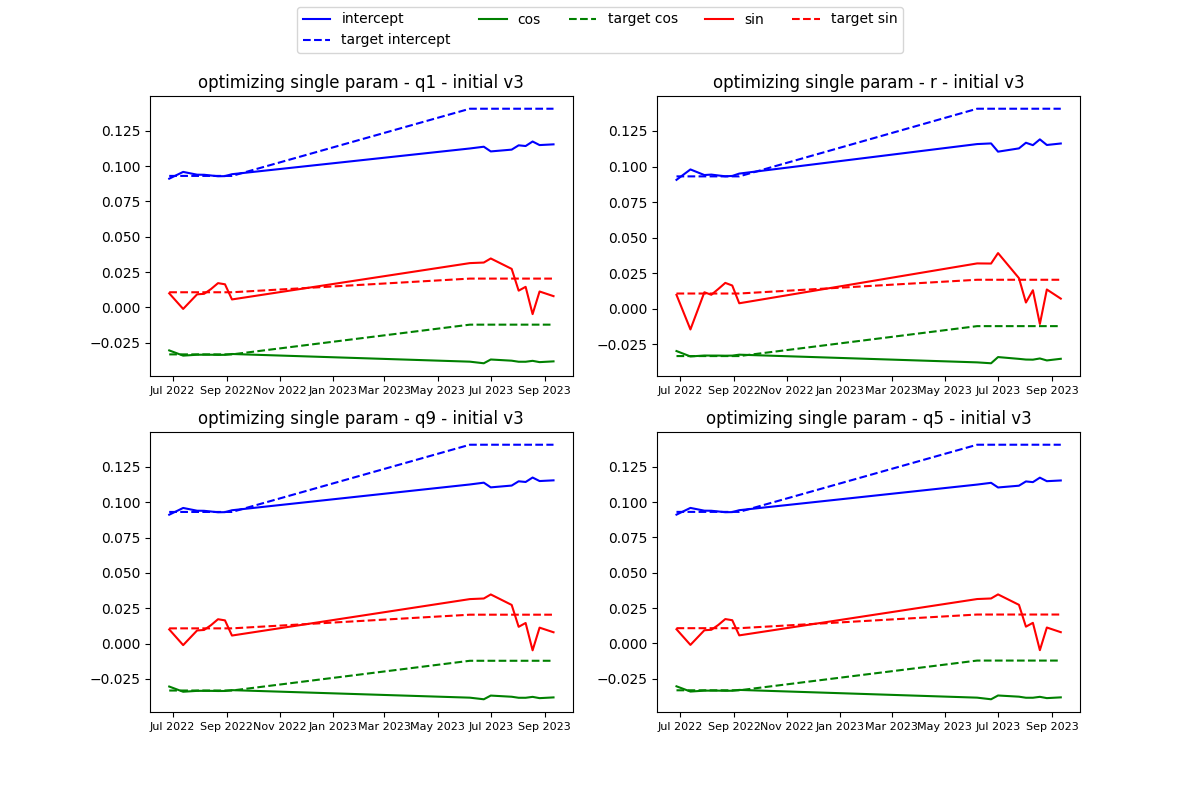 intercept cos target cos sin target sin
target intercept
optimizing single param - q1 - initial v3
0.125
0.100
0.075
0.050
0.025
0.000
−0.025
Jul 2022 Sep 2022 Nov 2022 Jan 2023 Mar 2023 May 2023 Jul 2023 Sep 2023
optimizing single param - r - initial v3
0.125
0.100
0.075
0.050
0.025
0.000
−0.025
Jul 2022 Sep 2022 Nov 2022 Jan 2023 Mar 2023 May 2023 Jul 2023 Sep 2023
optimizing single param - q9 - initial v3
0.125
0.100
0.075
0.050
0.025
0.000
−0.025
Jul 2022 Sep 2022 Nov 2022 Jan 2023 Mar 2023 May 2023 Jul 2023 Sep 2023
optimizing single param - q5 - initial v3
0.125
0.100
0.075
0.050
0.025
0.000
−0.025
Jul 2022 Sep 2022 Nov 2022 Jan 2023 Mar 2023 May 2023 Jul 2023 Sep 2023